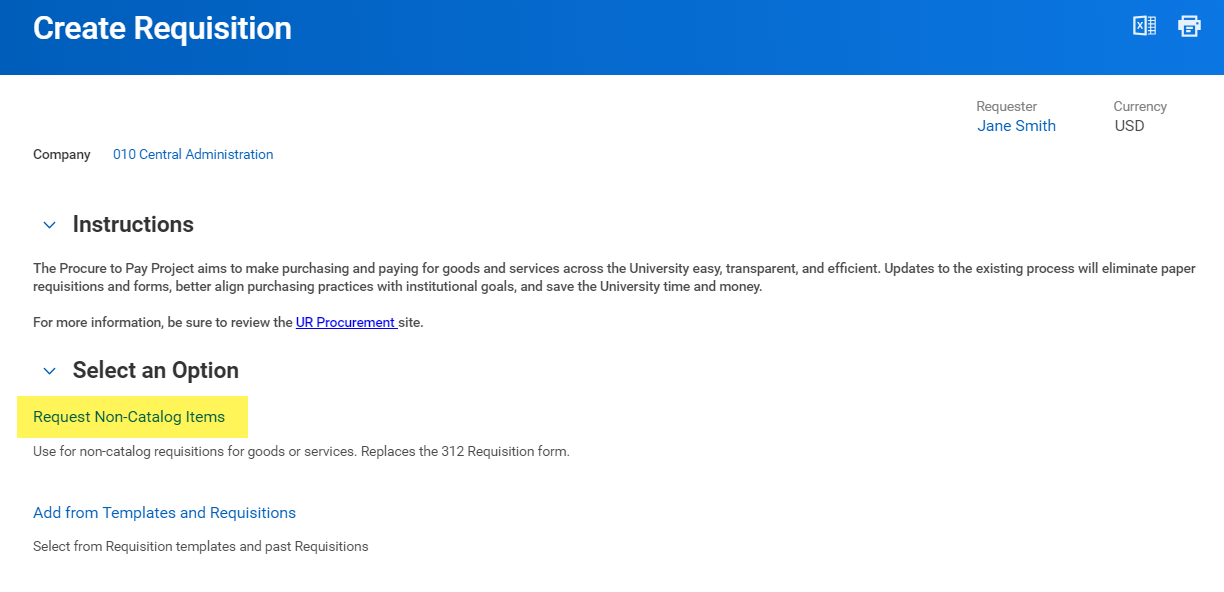 Create Requisition
Requester
Currency
Jane Smith
USD
Company
010 Central Administration
Instructions
The Procure to Pay Project aims to make purchasing and paying for goods and services across the University easy, transparent, and efficient. Updates to the existing process will eliminate paper
requisitions and forms, better align purchasing practices with institutional goals, and save the University time and money.
For more information, be sure to review the UR Procurement site.
Select an Option
Request Non-Catalog Items
Use for non-catalog requisitions for goods or services. Replaces the 312 Requisition form.
Add from Templates and Requisitions
Select from Requisition templates and past Requisitions